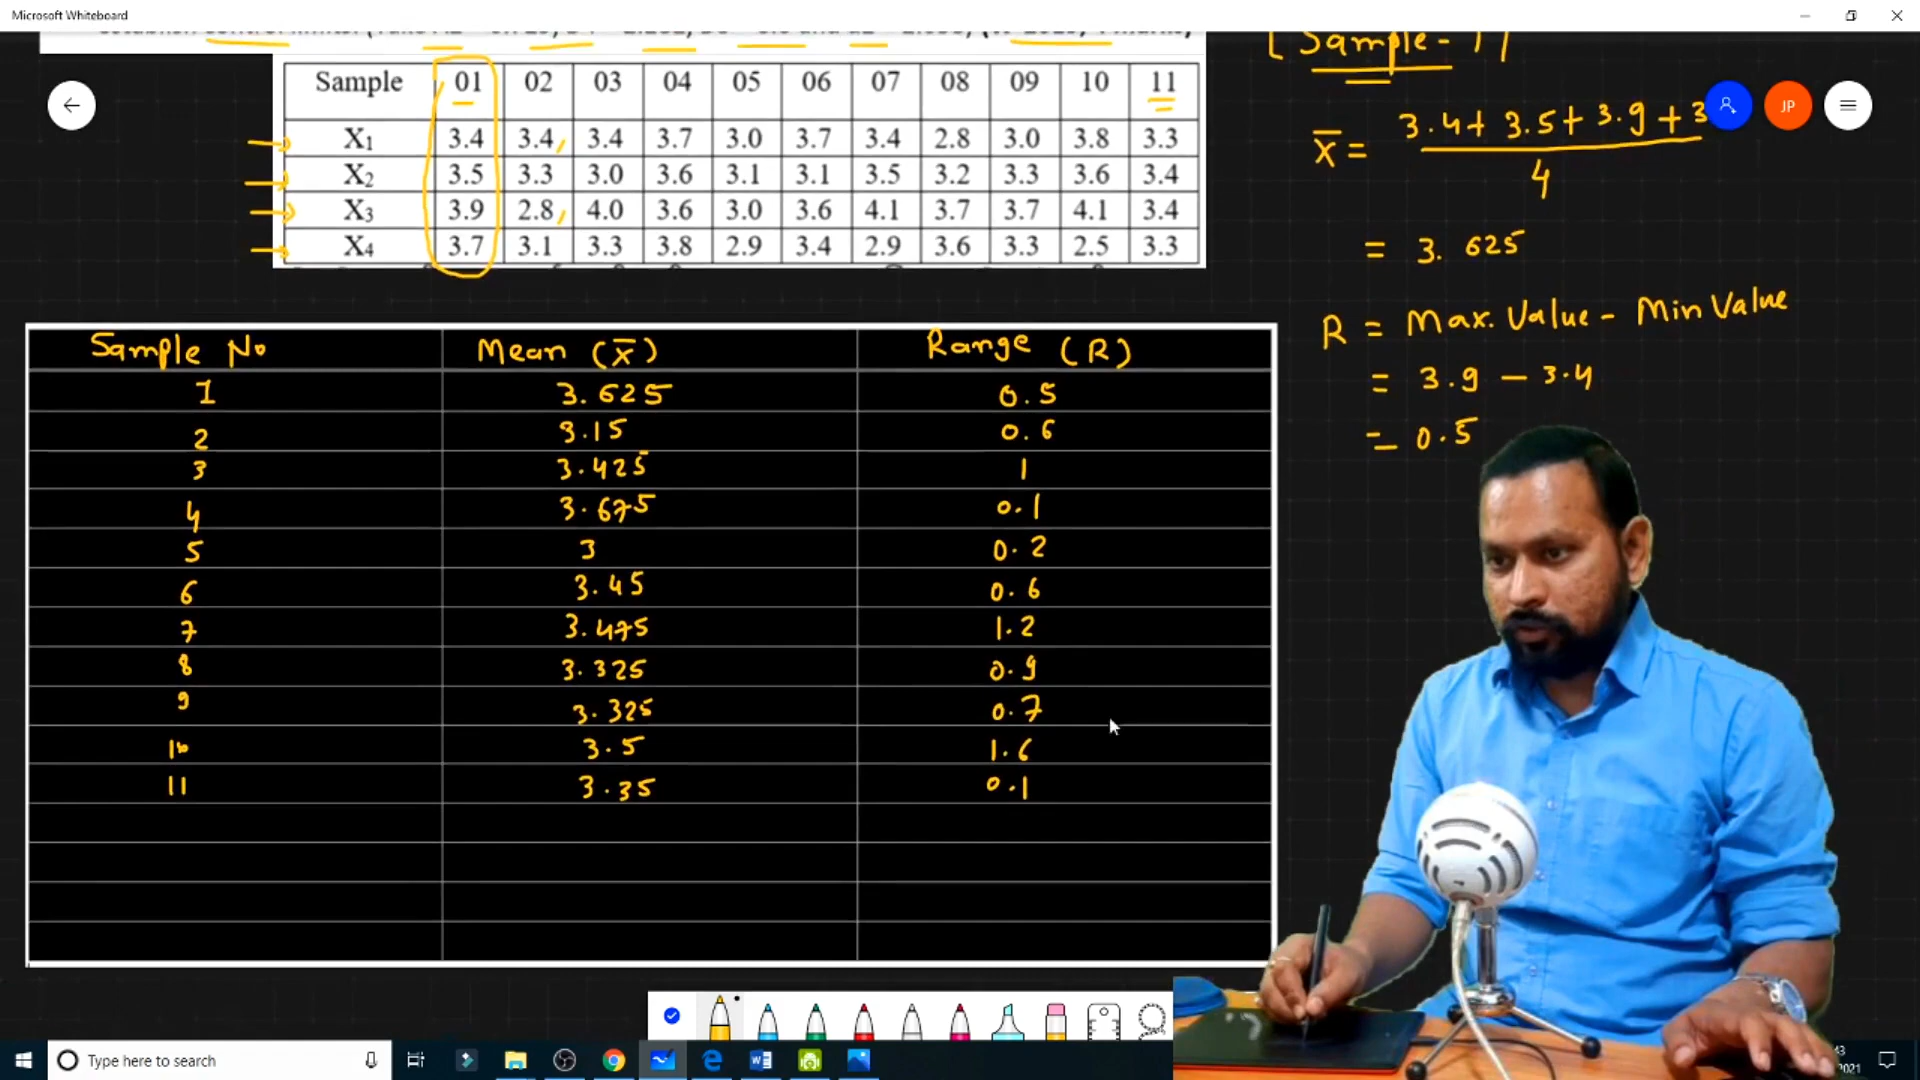 Microsoft Whiteboard
Sample 01 02 03 04 05 06 07 08 09 10 11
X1 3.4 3.4 3.4 3.7 3.0 3.7 3.4 2.8 3.0 3.8 3.3
X2 3.5 3.3 3.0 3.6 3.1 3.1 3.5 3.2 3.3 3.6 3.4
X3 3.9 2.8 4.0 3.6 3.0 3.6 4.1 3.7 3.7 4.1 3.4
X4 3.7 3.1 3.3 3.8 2.9 3.4 2.9 3.6 3.3 2.5 3.3
Sample No Mean (x̅) Range (R)
1 3.625 0.5
2 3.15 0.6
3 3.425 1
4 3.675 0.1
5 3 0.2
6 3.45 0.6
7 3.475 1.2
8 3.325 0.9
9 3.325 0.7
10 3.5 1.6
11 3.35 0.1
[Sample - 1]
JP
x̅ = 3.4 + 3.5 + 3.9 + 3
4
= 3.625
R = Max. Value - Min Value
= 3.9 - 3.4
= 0.5
Type here to search
43
2021